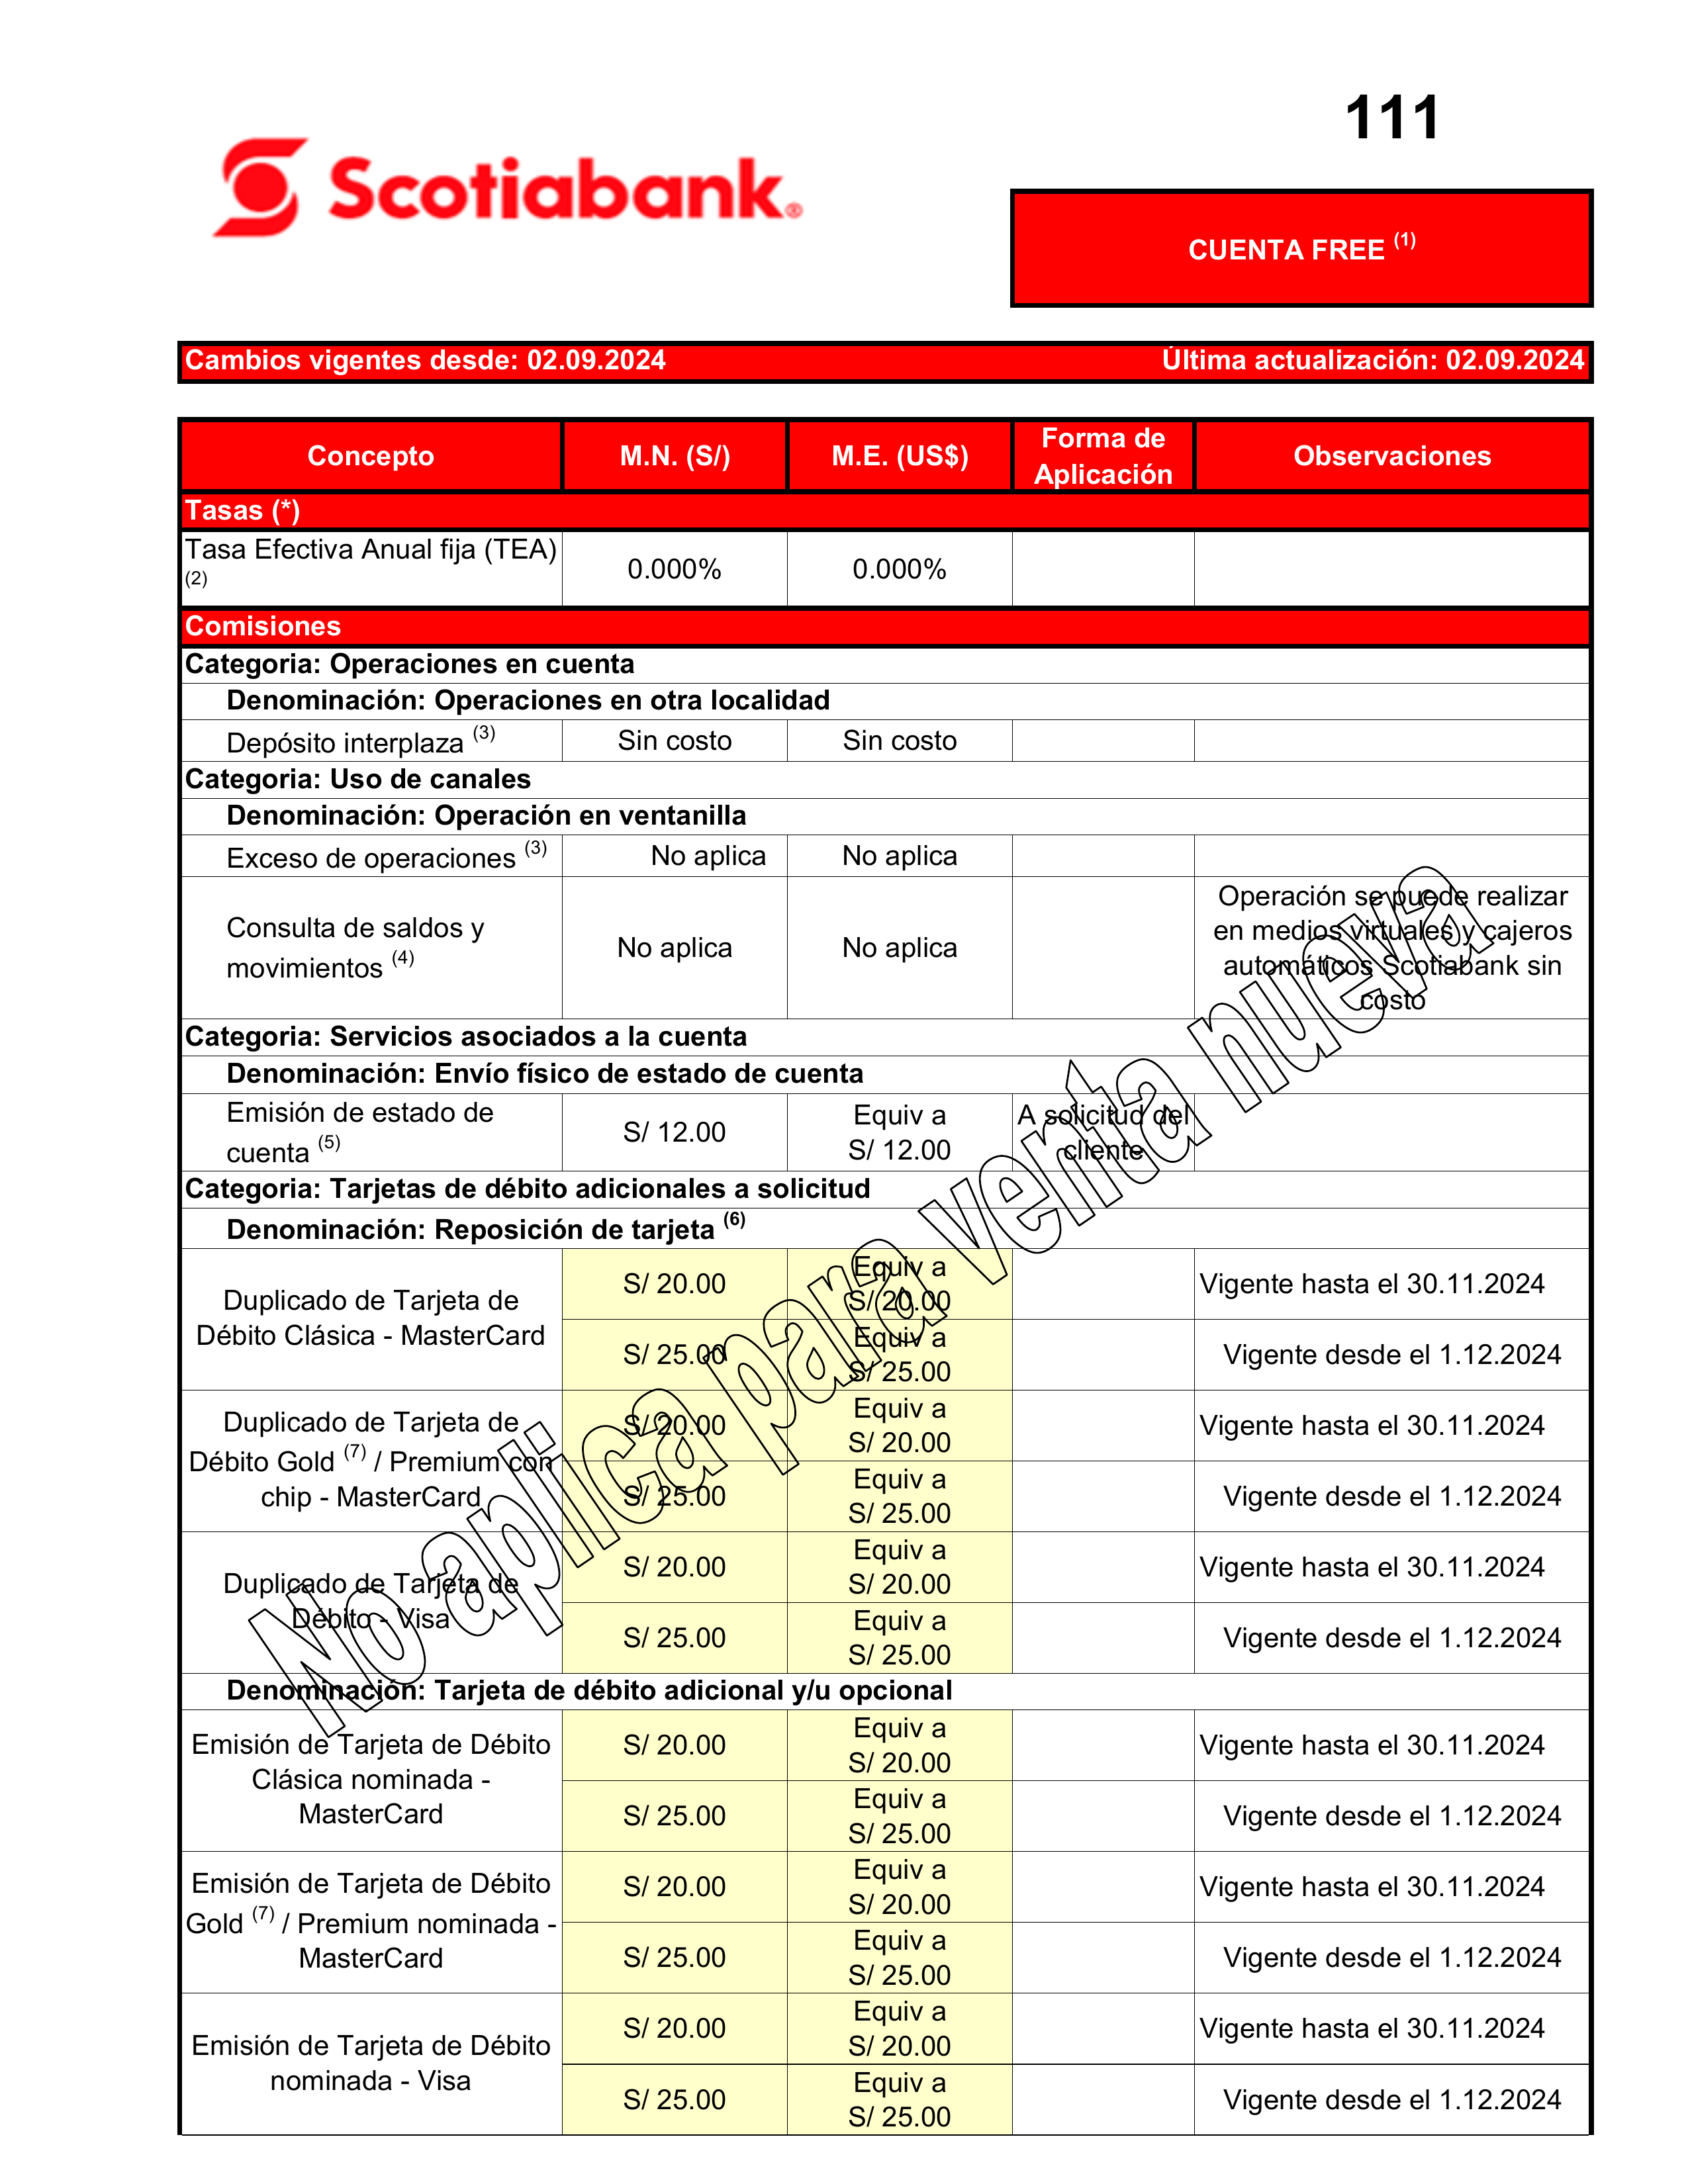 111
Scotiabank®
CUENTA FREE (1)
Cambios vigentes desde: 02.09.2024 Última actualización: 02.09.2024
Concepto M.N. (S/) M.E. (US$) Forma de Aplicación Observaciones
Tasas (*)
Tasa Efectiva Anual fija (TEA) (2) 0.000% 0.000%
Comisiones
Categoria: Operaciones en cuenta
Denominación: Operaciones en otra localidad
Depósito interplaza (3) Sin costo Sin costo
Categoria: Uso de canales
Denominación: Operación en ventanilla
Exceso de operaciones (3) No aplica No aplica
Consulta de saldos y movimientos (4) No aplica No aplica Operación se puede realizar en medios virtuales y cajeros automáticos Scotiabank sin costo
Categoria: Servicios asociados a la cuenta
Denominación: Envío físico de estado de cuenta
Emisión de estado de cuenta (5) S/ 12.00 Equiv a S/ 12.00 A solicitud del cliente
Categoria: Tarjetas de débito adicionales a solicitud
Denominación: Reposición de tarjeta (6)
Duplicado de Tarjeta de Débito Clásica - MasterCard S/ 20.00 Equiv a S/ 20.00 Vigente hasta el 30.11.2024
S/ 25.00 Equiv a S/ 25.00 Vigente desde el 1.12.2024
Duplicado de Tarjeta de Débito Gold (7) / Premium con chip - MasterCard S/ 20.00 Equiv a S/ 20.00 Vigente hasta el 30.11.2024
S/ 25.00 Equiv a S/ 25.00 Vigente desde el 1.12.2024
Duplicado de Tarjeta de Débito - Visa S/ 20.00 Equiv a S/ 20.00 Vigente hasta el 30.11.2024
S/ 25.00 Equiv a S/ 25.00 Vigente desde el 1.12.2024
Denominación: Tarjeta de débito adicional y/u opcional
Emisión de Tarjeta de Débito Clásica nominada - MasterCard S/ 20.00 Equiv a S/ 20.00 Vigente hasta el 30.11.2024
S/ 25.00 Equiv a S/ 25.00 Vigente desde el 1.12.2024
Emisión de Tarjeta de Débito Gold (7) / Premium nominada - MasterCard S/ 20.00 Equiv a S/ 20.00 Vigente hasta el 30.11.2024
S/ 25.00 Equiv a S/ 25.00 Vigente desde el 1.12.2024
Emisión de Tarjeta de Débito nominada - Visa S/ 20.00 Equiv a S/ 20.00 Vigente hasta el 30.11.2024
S/ 25.00 Equiv a S/ 25.00 Vigente desde el 1.12.2024
No aplica para venta nueva